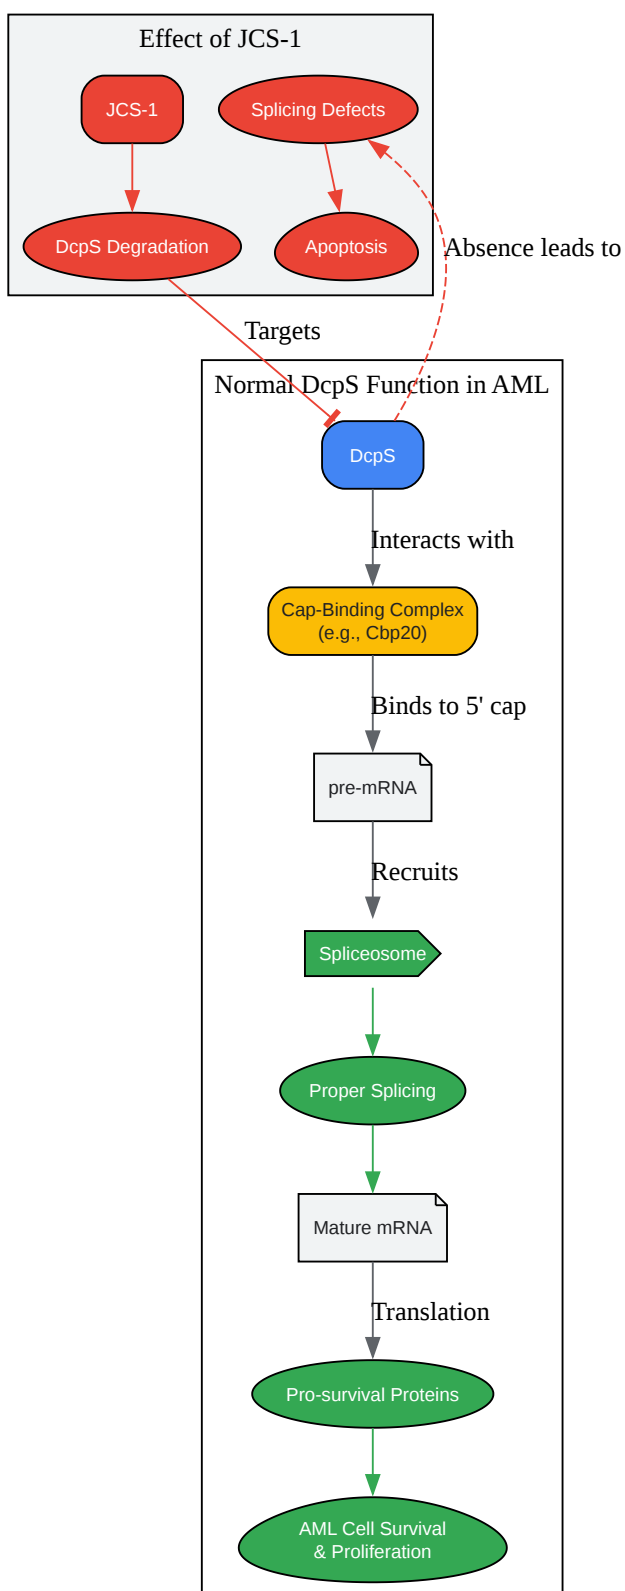 Effect of JCS-1
JCS-1
Splicing Defects
DcpS Degradation
Apoptosis
Absence leads to
Targets
Normal DcpS Function in AML
DcpS
Interacts with
Cap-Binding Complex
(e.g., Cbp20)
Binds to 5' cap
pre-mRNA
Recruits
Spliceosome
Proper Splicing
Mature mRNA
Translation
Pro-survival Proteins
AML Cell Survival
& Proliferation